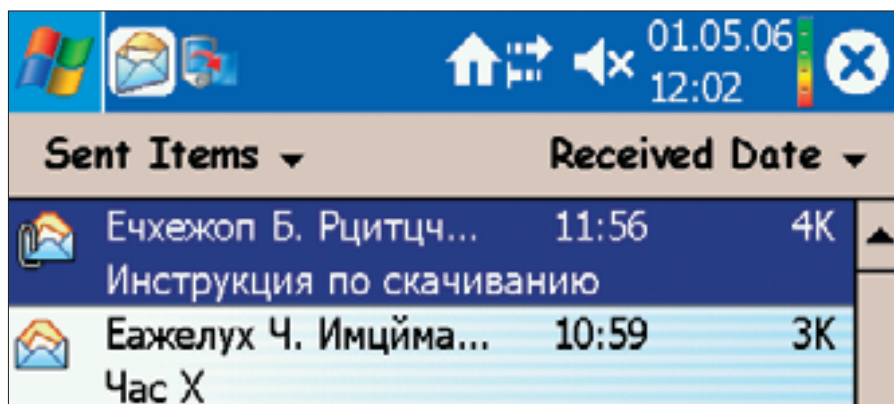 01.05.06
12:02
Sent Items Received Date
Ечхежоп Б. Рцитцч... 11:56 4K
Инструкция по скачиванию
Еажелух Ч. Имцйма... 10:59 3K
Час X